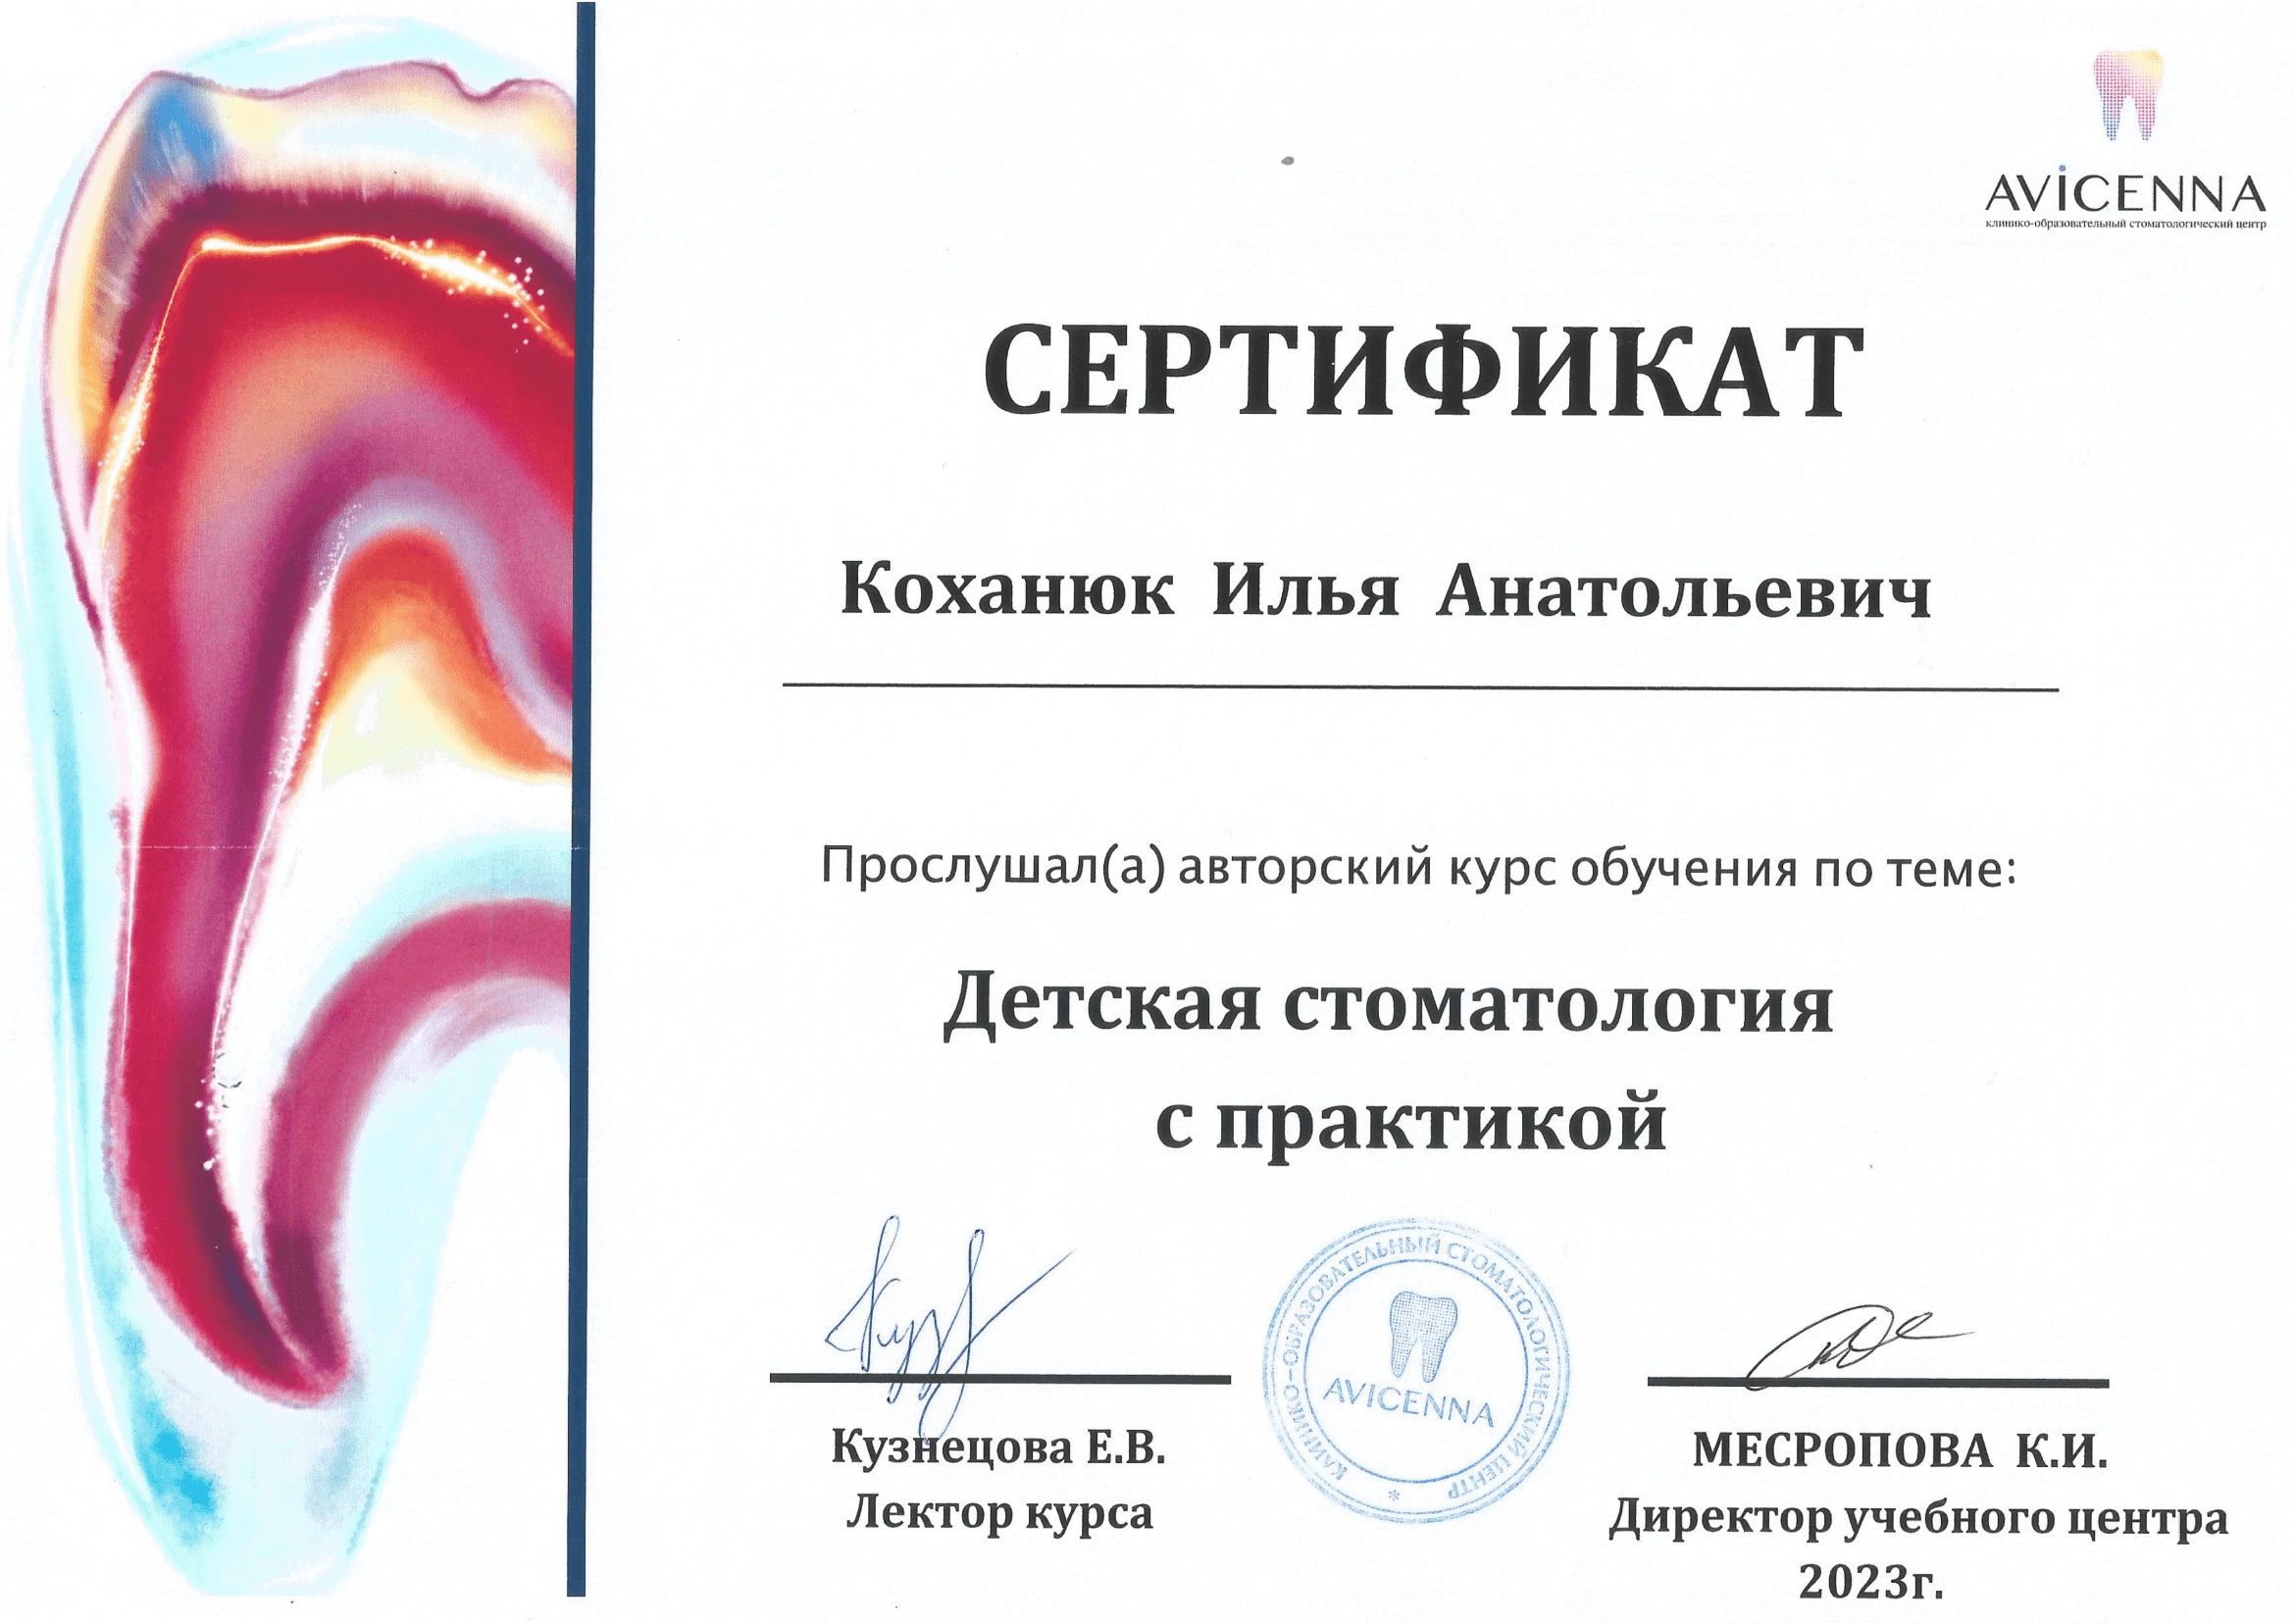 AVICENNA
клинико-образовательный стоматологический центр
СЕРТИФИКАТ
Коханюк Илья Анатольевич
Прослушал(а) авторский курс обучения по теме:
Детская стоматология
с практикой
КЛИНИКО-ОБРАЗОВАТЕЛЬНЫЙ СТОМАТОЛОГИЧЕСКИЙ ЦЕНТР *
AVICENNA
Кузнецова Е.В.
Лектор курса
МЕСРОПОВА К.И.
Директор учебного центра
2023г.